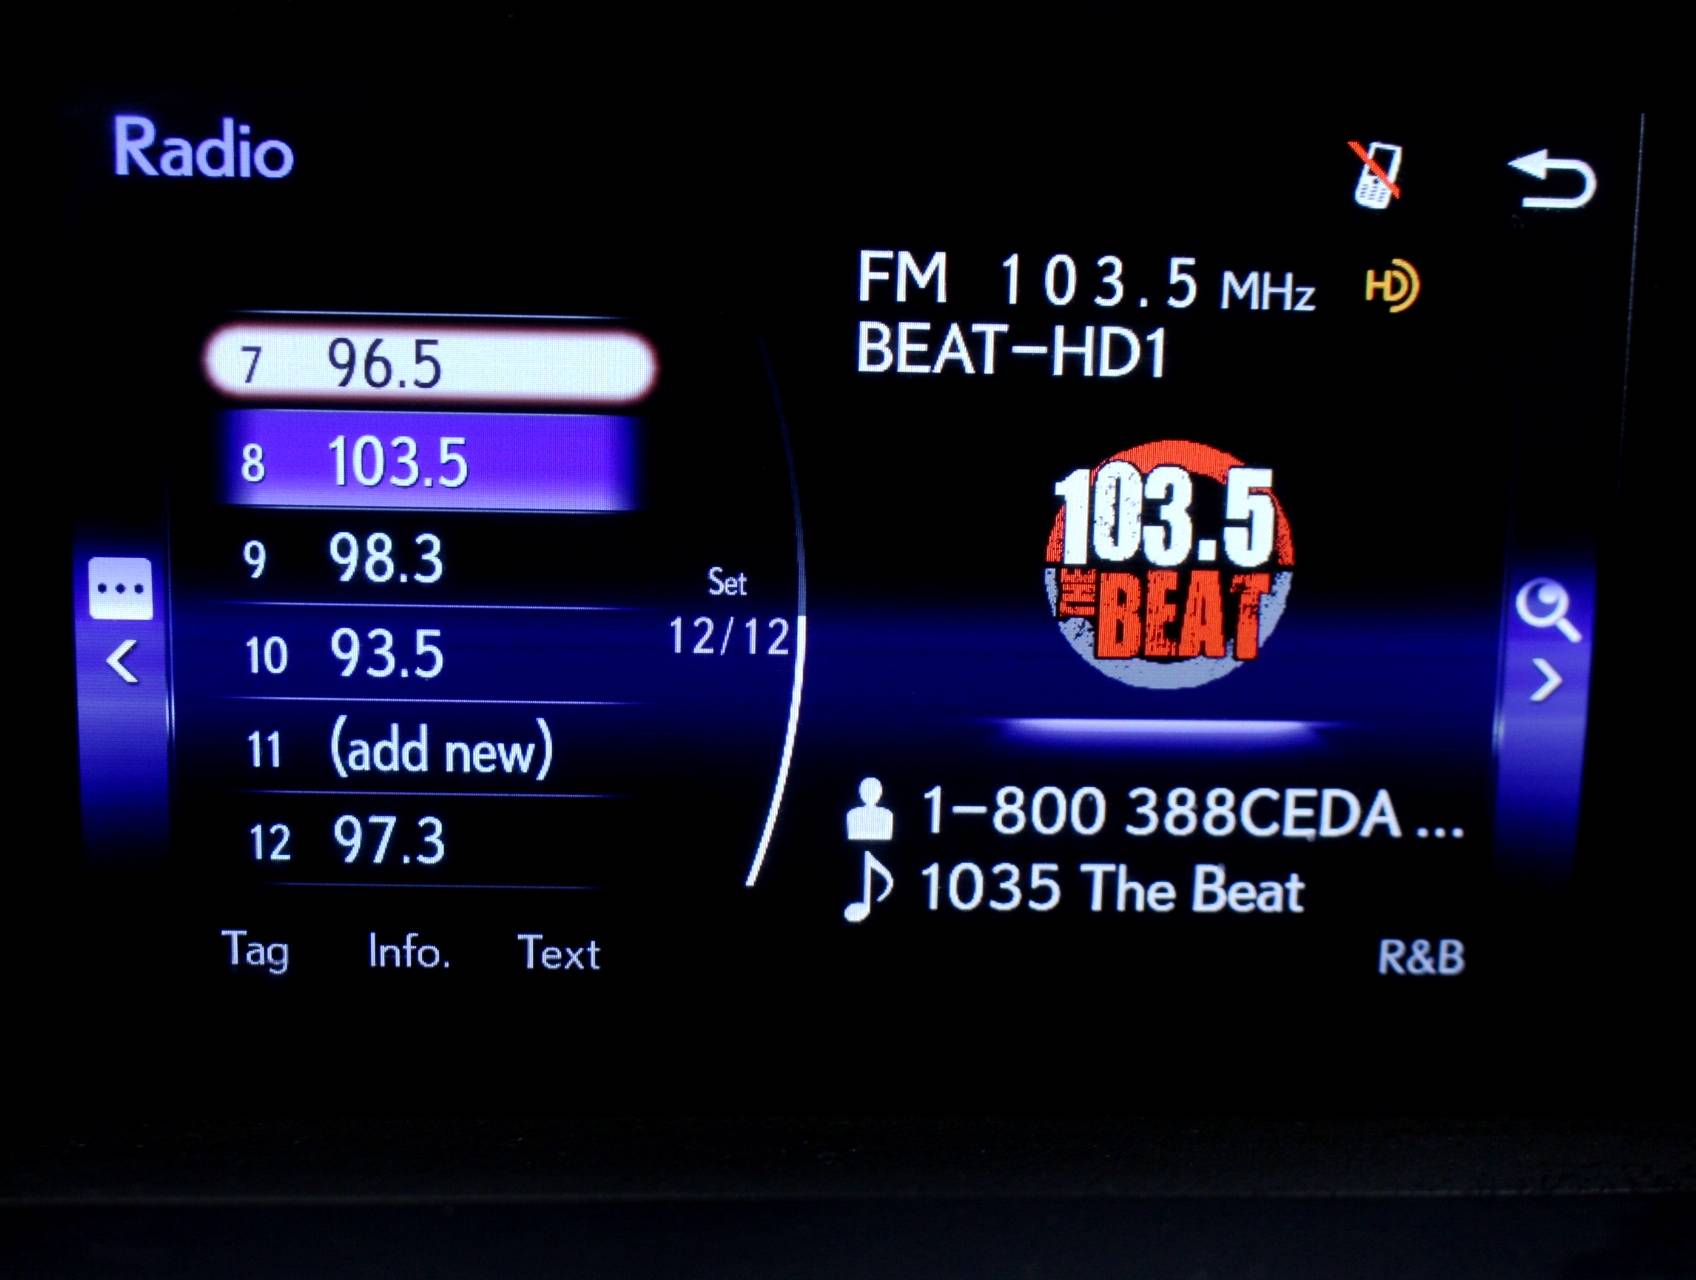 Radio
7 96.5
8 103.5
9 98.3
10 93.5
11 (add new)
12 97.3
Set
12/12
Tag Info. Text
FM 103.5 MHz HD
BEAT-HD1
103.5
THE BEAT
1-800 388CEDA ...
1035 The Beat
R&B